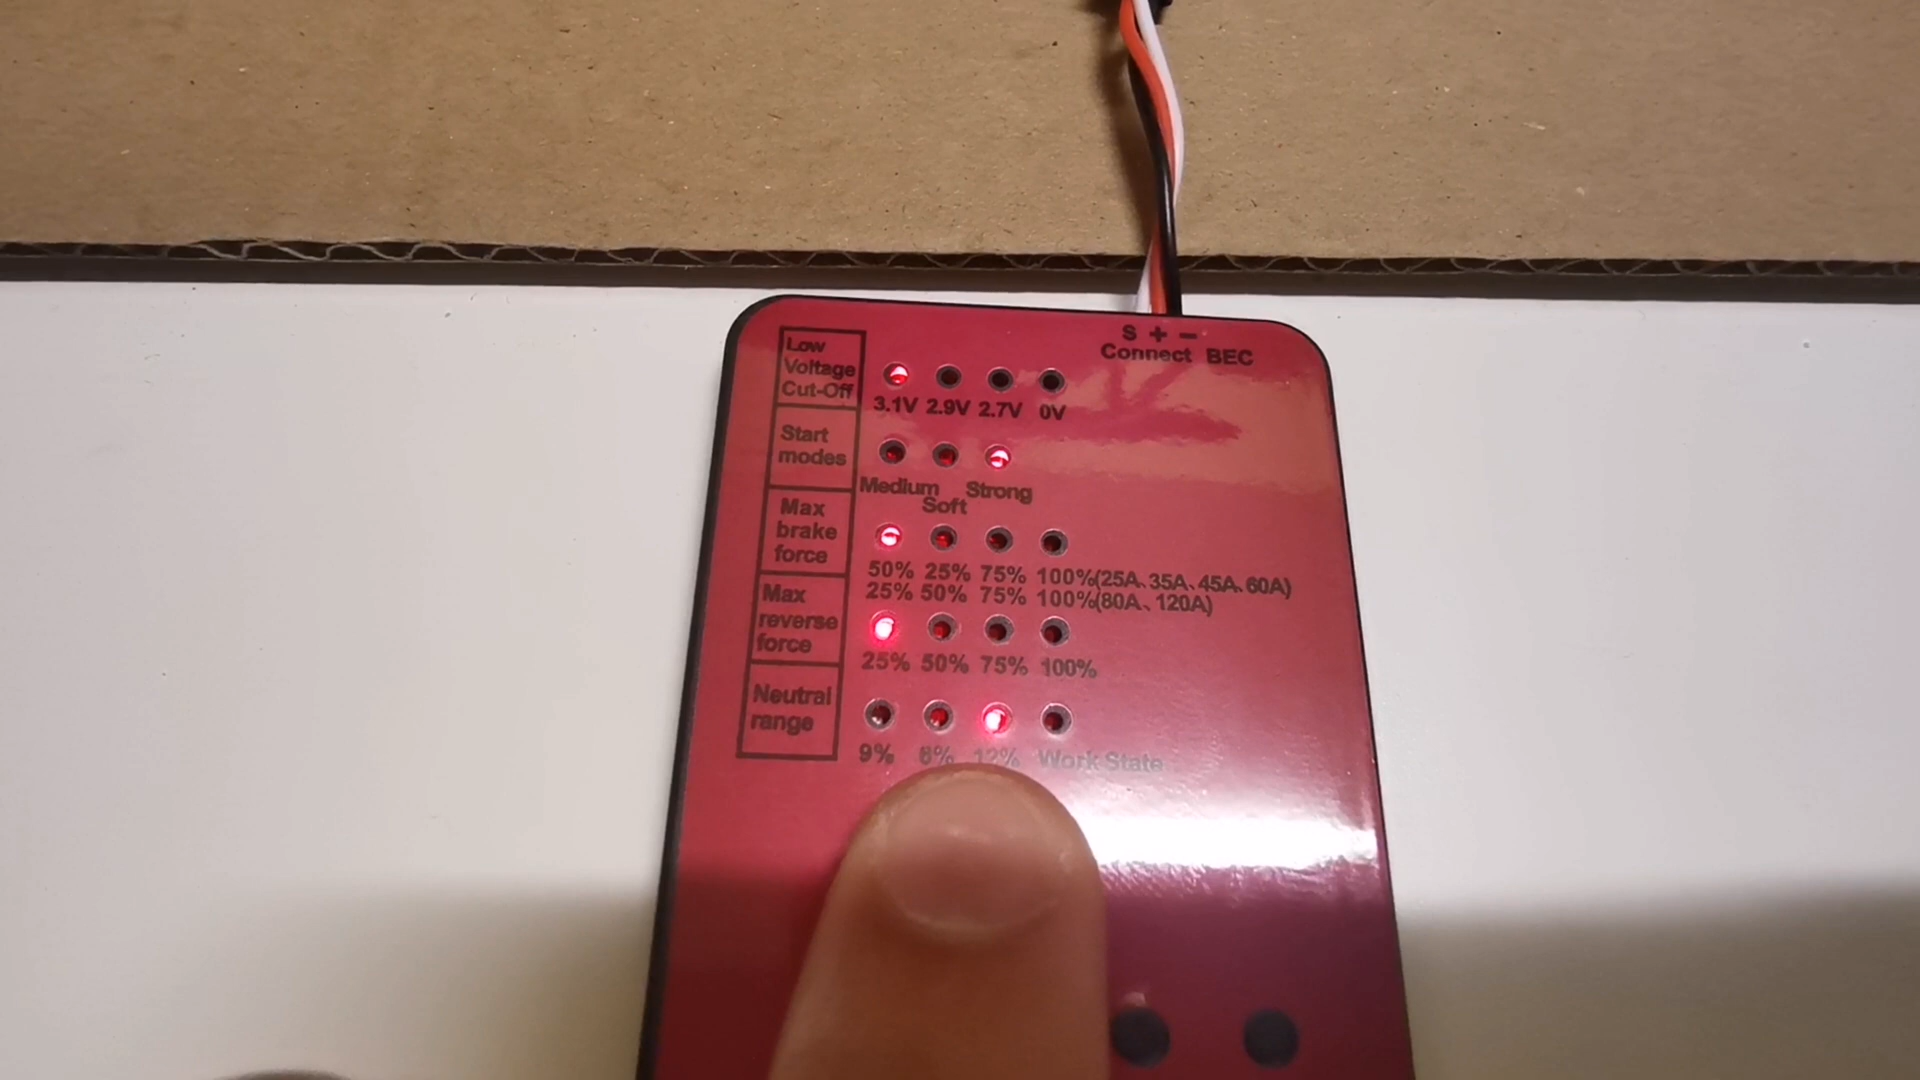 S + −
Connect BEC
Low
Voltage
Cut-Off
3.1V 2.9V 2.7V 0V
Start
modes
Medium Soft Strong
Max
brake
force
50% 25% 75% 100%(25A、35A、45A、60A)
25% 50% 75% 100%(80A、120A)
Max
reverse
force
25% 50% 75% 100%
Neutral
range
9% 6% 12% Work State